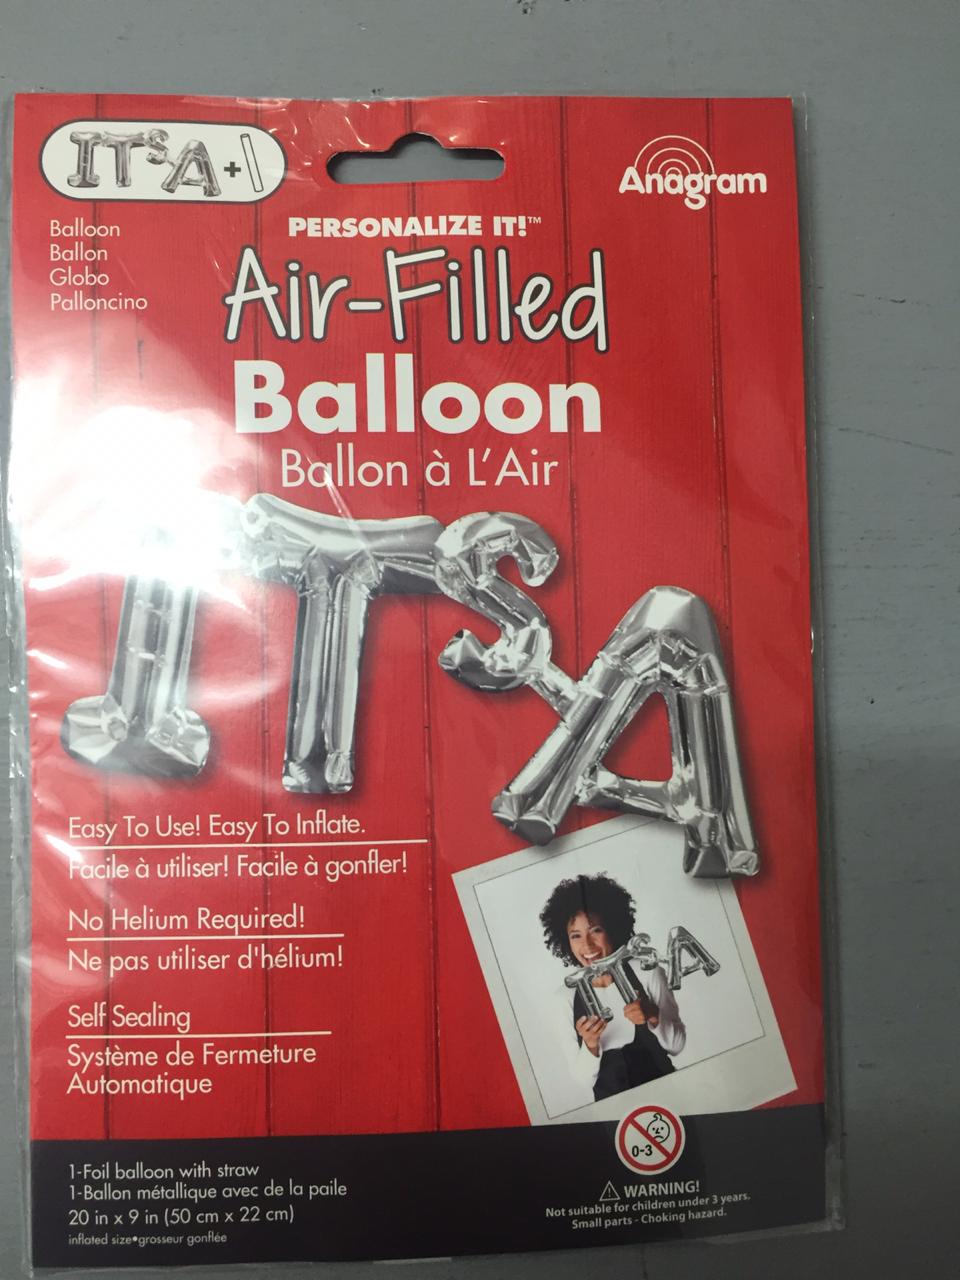 IT'S A +
Anagram
Balloon
Ballon
Globo
Palloncino
PERSONALIZE IT!™
Air-Filled
Balloon
Ballon à L'Air
IT'S A
Easy To Use! Easy To Inflate.
Facile à utiliser! Facile à gonfler!
No Helium Required!
Ne pas utiliser d'hélium!
Self Sealing
Système de Fermeture
Automatique
IT'S A
0-3
1-Foil balloon with straw
1-Ballon métallique avec de la paile
20 in x 9 in (50 cm x 22 cm)
inflated size•grosseur gonflée
WARNING!
Not suitable for children under 3 years.
Small parts - Choking hazard.